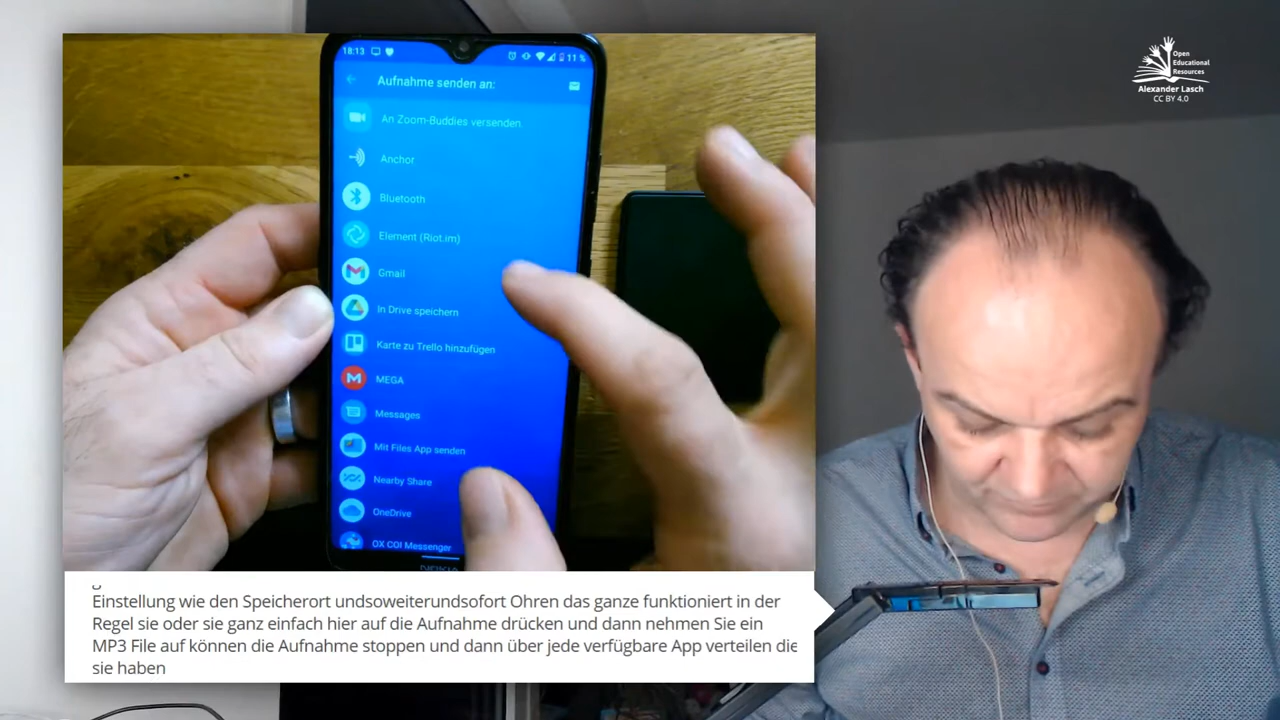 18:13
11 %
Aufnahme senden an:
An Zoom-Buddies versenden
Anchor
Bluetooth
Element (Riot.im)
Gmail
In Drive speichern
Karte zu Trello hinzufügen
MEGA
Messages
Mit Files App senden
Nearby Share
OneDrive
OX COI Messenger
NOKIA
Open
Educational
Resources
Alexander Lasch
CC BY 4.0
Einstellung wie den Speicherort undsoweiterundsofort Ohren das ganze funktioniert in der
Regel sie oder sie ganz einfach hier auf die Aufnahme drücken und dann nehmen Sie ein
MP3 File auf können die Aufnahme stoppen und dann über jede verfügbare App verteilen die
sie haben